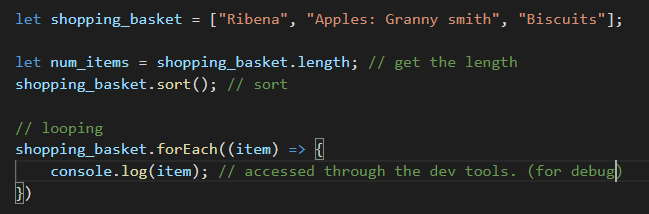 let shopping_basket = ["Ribena", "Apples: Granny smith", "Biscuits"];
let num_items = shopping_basket.length; // get the length
shopping_basket.sort(); // sort
// looping
shopping_basket.forEach((item) => {
    console.log(item); // accessed through the dev tools. (for debug)
})